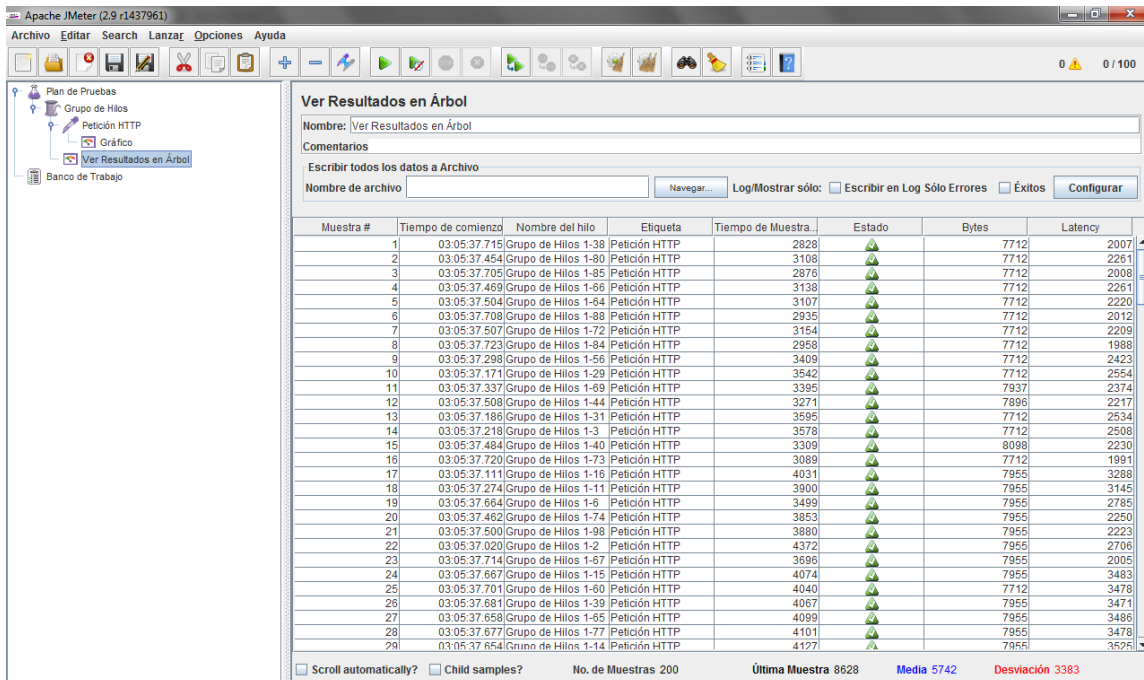 Apache JMeter (2.9 r1437961)
Archivo Editar Search Lanzar Opciones Ayuda
0 0 / 100
Plan de Pruebas
Grupo de Hilos
Petición HTTP
Gráfico
Ver Resultados en Árbol
Banco de Trabajo
Ver Resultados en Árbol
Nombre: Ver Resultados en Árbol
Comentarios
Escribir todos los datos a Archivo
Nombre de archivo Navegar... Log/Mostrar sólo: Escribir en Log Sólo Errores Éxitos Configurar
Muestra # Tiempo de comienzo Nombre del hilo Etiqueta Tiempo de Muestra... Estado Bytes Latency
1 03:05:37.715 Grupo de Hilos 1-38 Petición HTTP 2828 7712 2007
2 03:05:37.454 Grupo de Hilos 1-80 Petición HTTP 3108 7712 2261
3 03:05:37.705 Grupo de Hilos 1-85 Petición HTTP 2876 7712 2008
4 03:05:37.469 Grupo de Hilos 1-66 Petición HTTP 3138 7712 2261
5 03:05:37.504 Grupo de Hilos 1-64 Petición HTTP 3107 7712 2220
6 03:05:37.708 Grupo de Hilos 1-88 Petición HTTP 2935 7712 2012
7 03:05:37.507 Grupo de Hilos 1-72 Petición HTTP 3154 7712 2209
8 03:05:37.723 Grupo de Hilos 1-84 Petición HTTP 2958 7712 1988
9 03:05:37.298 Grupo de Hilos 1-56 Petición HTTP 3409 7712 2423
10 03:05:37.171 Grupo de Hilos 1-29 Petición HTTP 3542 7712 2554
11 03:05:37.337 Grupo de Hilos 1-69 Petición HTTP 3395 7937 2374
12 03:05:37.508 Grupo de Hilos 1-44 Petición HTTP 3271 7896 2217
13 03:05:37.186 Grupo de Hilos 1-31 Petición HTTP 3595 7712 2534
14 03:05:37.218 Grupo de Hilos 1-3 Petición HTTP 3578 7712 2508
15 03:05:37.484 Grupo de Hilos 1-40 Petición HTTP 3309 8098 2230
16 03:05:37.720 Grupo de Hilos 1-73 Petición HTTP 3089 7712 1991
17 03:05:37.111 Grupo de Hilos 1-16 Petición HTTP 4031 7955 3288
18 03:05:37.274 Grupo de Hilos 1-11 Petición HTTP 3900 7955 3145
19 03:05:37.664 Grupo de Hilos 1-6 Petición HTTP 3499 7955 2785
20 03:05:37.462 Grupo de Hilos 1-74 Petición HTTP 3853 7955 2250
21 03:05:37.500 Grupo de Hilos 1-98 Petición HTTP 3880 7955 2223
22 03:05:37.020 Grupo de Hilos 1-2 Petición HTTP 4372 7955 2706
23 03:05:37.714 Grupo de Hilos 1-67 Petición HTTP 3696 7955 2005
24 03:05:37.667 Grupo de Hilos 1-15 Petición HTTP 4074 7955 3483
25 03:05:37.701 Grupo de Hilos 1-60 Petición HTTP 4040 7712 3478
26 03:05:37.681 Grupo de Hilos 1-39 Petición HTTP 4067 7955 3471
27 03:05:37.658 Grupo de Hilos 1-65 Petición HTTP 4099 7955 3486
28 03:05:37.677 Grupo de Hilos 1-77 Petición HTTP 4101 7955 3478
29 03:05:37.654 Grupo de Hilos 1-14 Petición HTTP 4127 7955 3525
Scroll automatically? Child samples? No. de Muestras 200 Última Muestra 8628 Media 5742 Desviación 3383